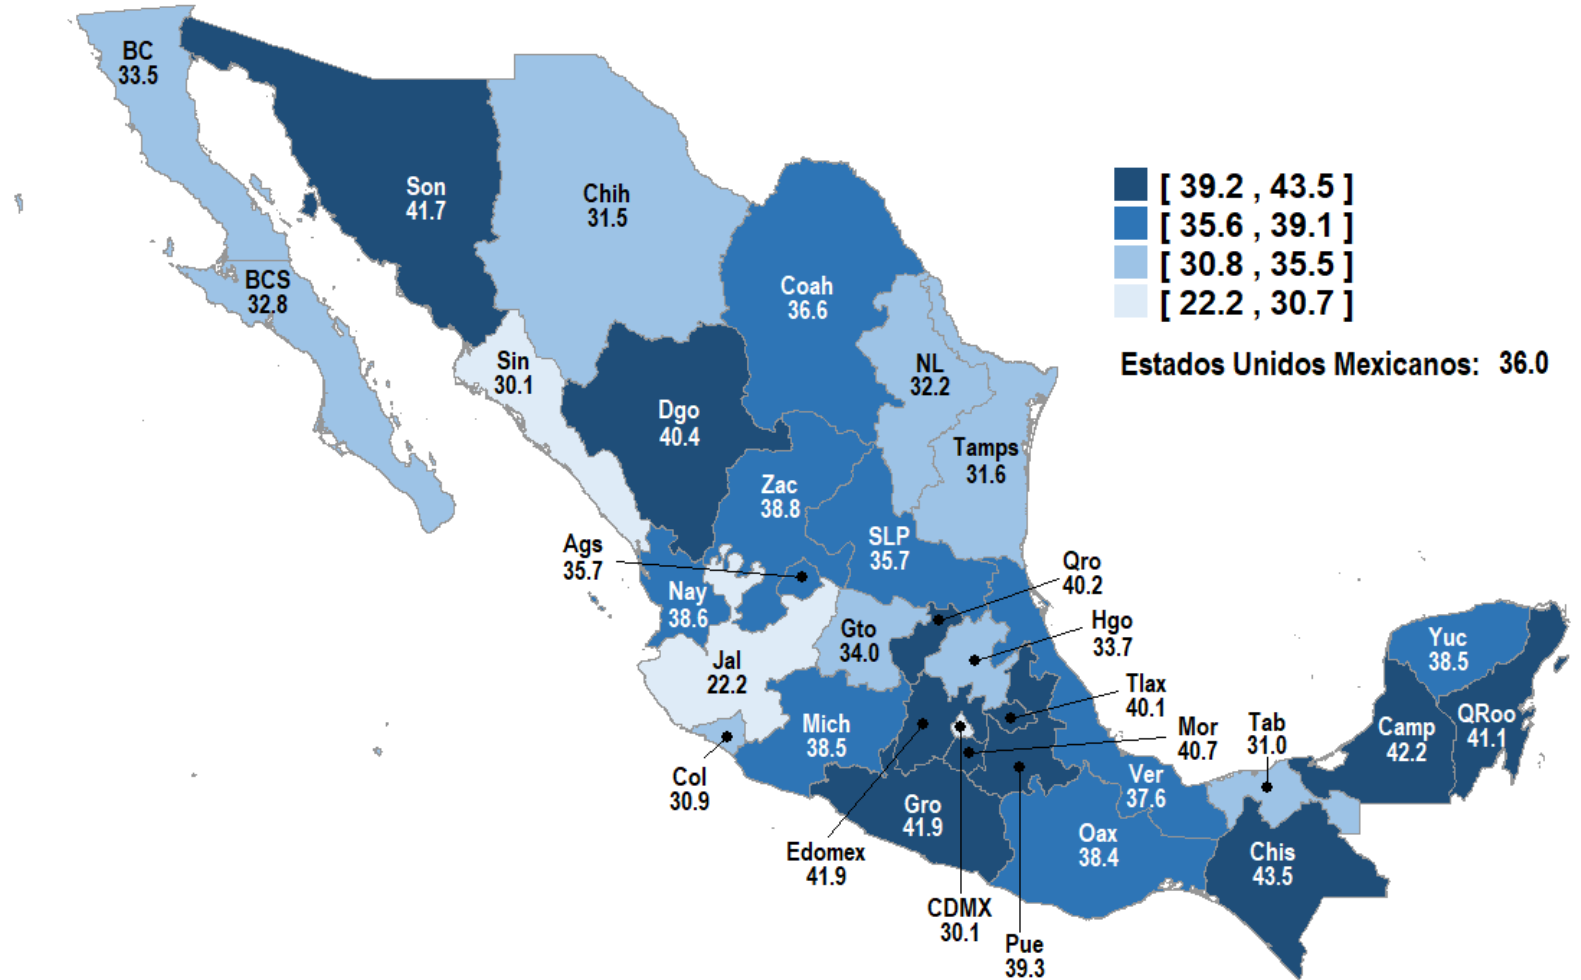 BC
33.5
Son
41.7
Chih
31.5
BCS
32.8
Coah
36.6
Sin
30.1
NL
32.2
Dgo
40.4
Tamps
31.6
Zac
38.8
SLP
35.7
Ags
35.7
Nay
38.6
Qro
40.2
Gto
34.0
Hgo
33.7
Jal
22.2
Tlax
40.1
Mich
38.5
Mor
40.7
Tab
31.0
Col
30.9
Gro
41.9
Edomex
41.9
CDMX
30.1
Pue
39.3
Ver
37.6
Oax
38.4
Chis
43.5
Yuc
38.5
Camp
42.2
QRoo
41.1
[ 39.2 , 43.5 ]
[ 35.6 , 39.1 ]
[ 30.8 , 35.5 ]
[ 22.2 , 30.7 ]
Estados Unidos Mexicanos: 36.0